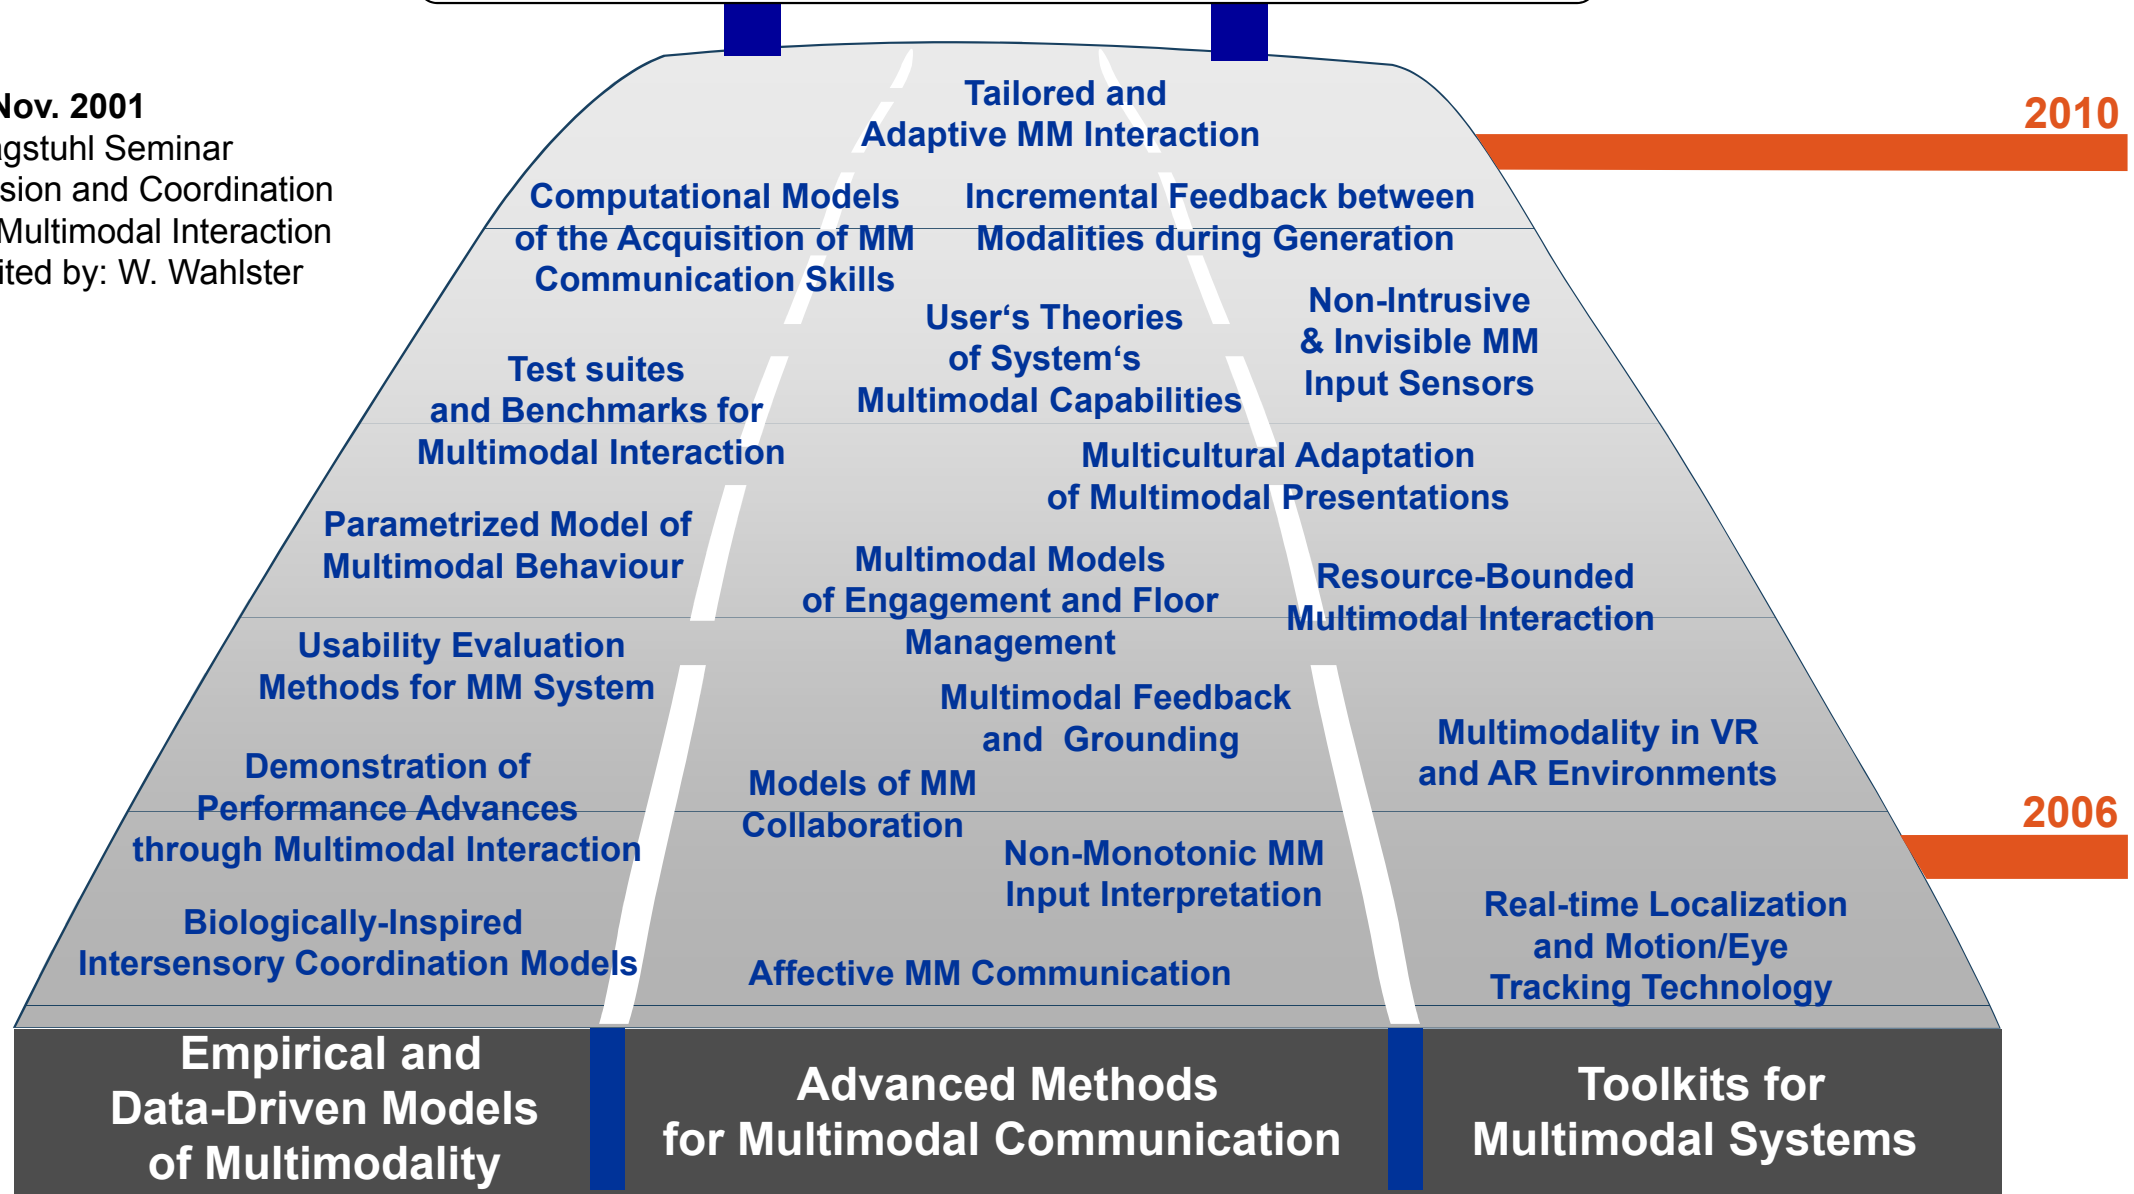 Nov. 2001
Seminar
and Coordination
Multimodal Interaction
by: W. Wahlster
2010
2006
Tailored and
Adaptive MM Interaction
Computational Models
of the Acquisition of MM
Communication Skills
Incremental Feedback between
Modalities during Generation
User‘s Theories
of System‘s
Multimodal Capabilities
Non-Intrusive
& Invisible MM
Input Sensors
Test suites
and Benchmarks for
Multimodal Interaction
Multicultural Adaptation
of Multimodal Presentations
Parametrized Model of
Multimodal Behaviour
Multimodal Models
of Engagement and Floor
Management
Resource-Bounded
Multimodal Interaction
Usability Evaluation
Methods for MM System
Multimodal Feedback
and Grounding
Multimodality in VR
and AR Environments
Demonstration of
Performance Advances
through Multimodal Interaction
Models of MM
Collaboration
Non-Monotonic MM
Input Interpretation
Real-time Localization
and Motion/Eye
Tracking Technology
Biologically-Inspired
Intersensory Coordination Models
Affective MM Communication
Empirical and
Data-Driven Models
of Multimodality
Advanced Methods
for Multimodal Communication
Toolkits for
Multimodal Systems